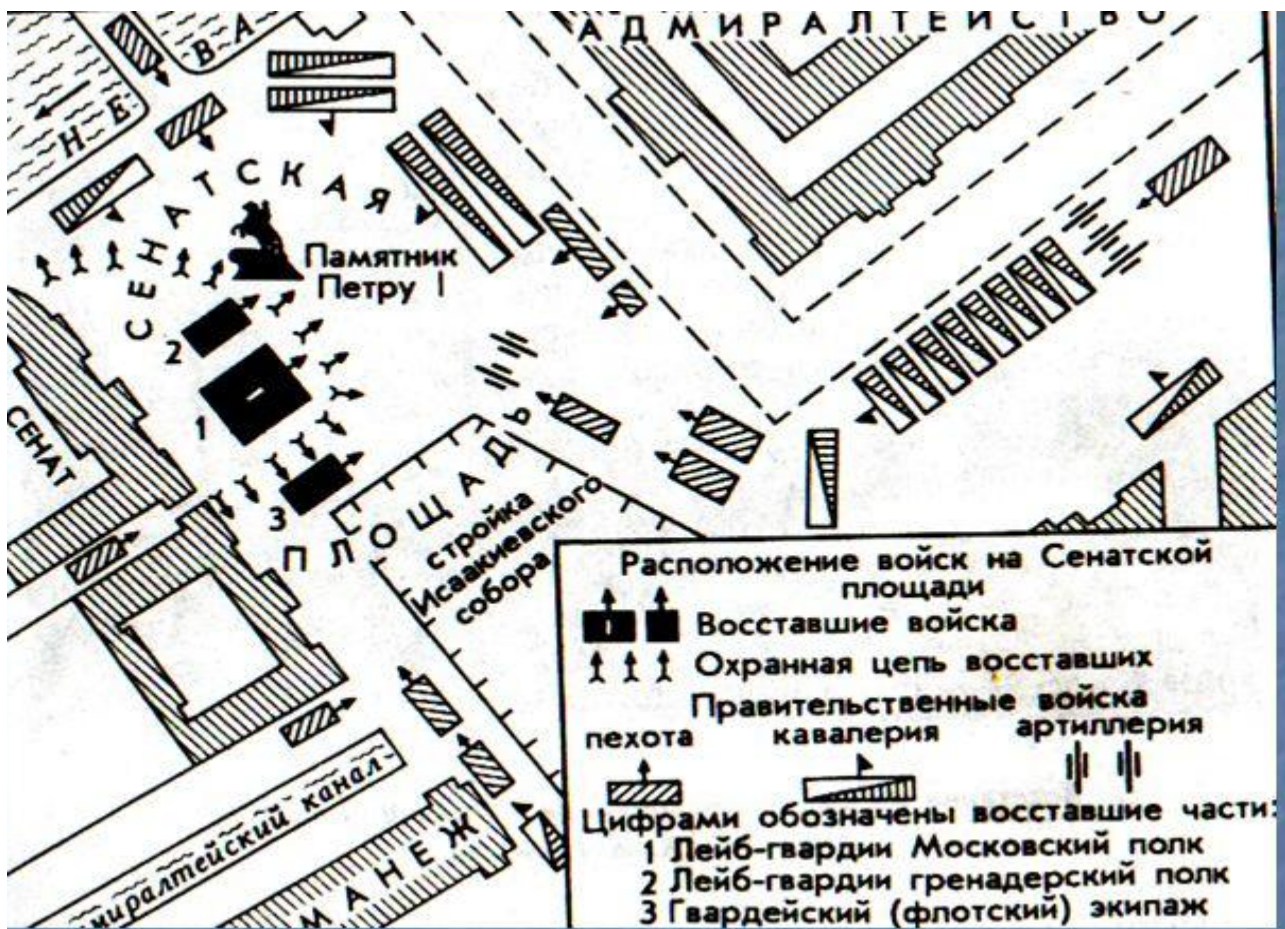 АДМИРАЛТЕЙСТВО
НЕВА
СЕНАТСКАЯ
Памятник
Петру I
2
1
СЕНАТ
3
ПЛОЩАДЬ
стройка
Исаакиевского
собора
Расположение войск на Сенатской
площади
Восставшие войска
Охранная цепь восставших
Правительственные войска
пехота кавалерия артиллерия
Цифрами обозначены восставшие части:
1 Лейб-гвардии Московский полк
2 Лейб-гвардии гренадерский полк
3 Гвардейский (флотский) экипаж
миралтейский канал
МАНЕЖ